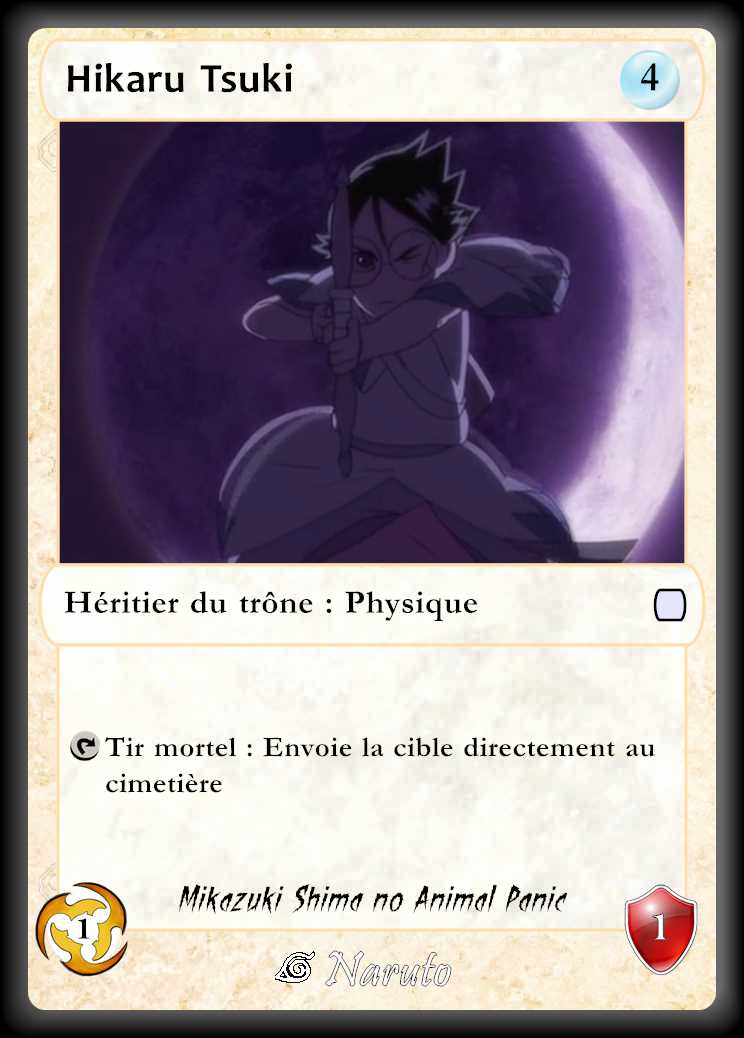 Hikaru Tsuki
4
Héritier du trône : Physique
Tir mortel : Envoie la cible directement au
cimetière
Mikazuki Shima no Animal Panic
1
1
Naruto